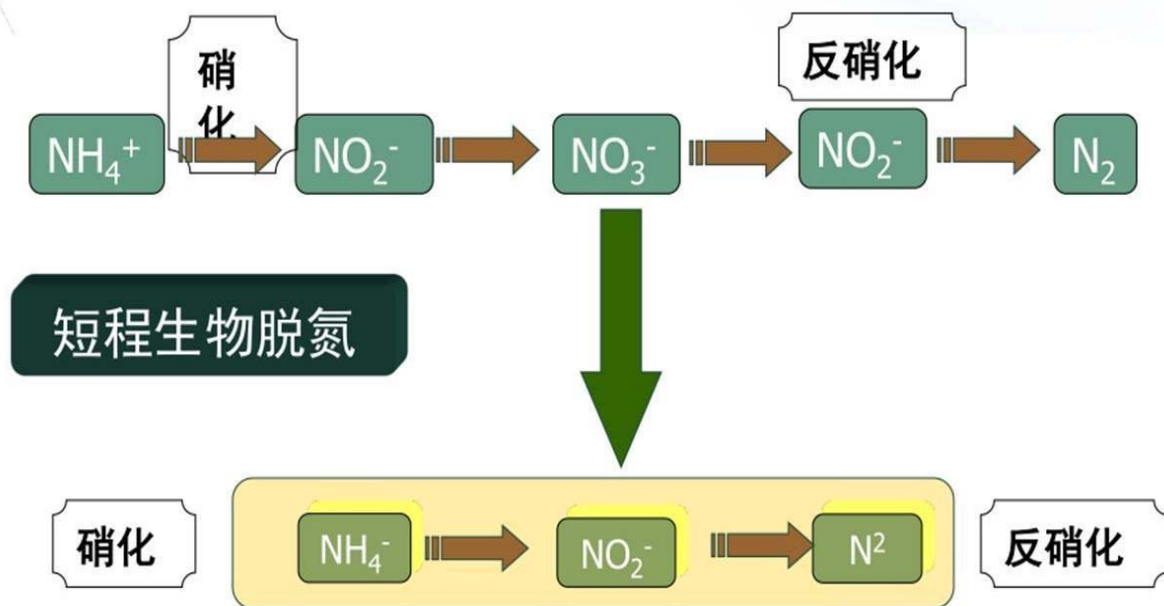 硝
化
反硝化
NH₄⁺
NO₂⁻
NO₃⁻
NO₂⁻
N₂
短程生物脱氮
硝化
NH₄⁻
NO₂⁻
N²
反硝化